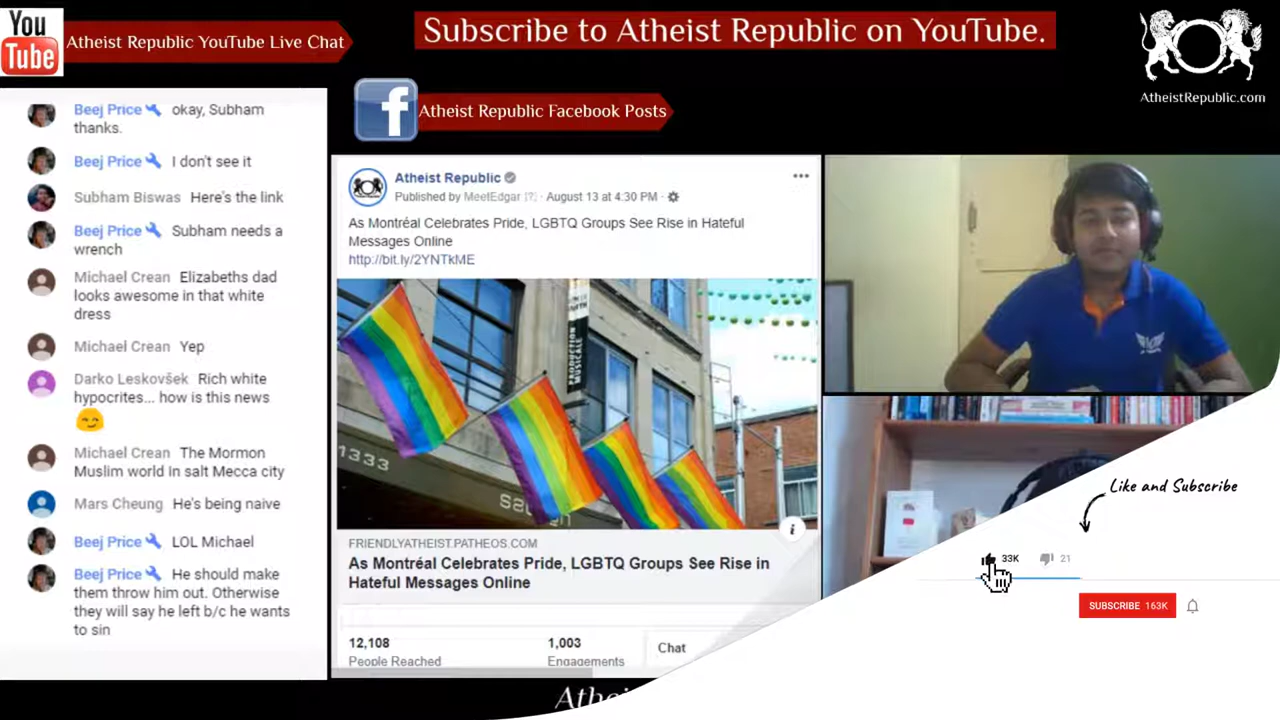 You
Tube
Atheist Republic YouTube Live Chat
Subscribe to Atheist Republic on YouTube.
AtheistRepublic.com
f
Atheist Republic Facebook Posts
Beej Price okay, Subham
thanks.
Beej Price I don't see it
Subham Biswas Here's the link
Beej Price Subham needs a
wrench
Michael Crean Elizabeths dad
looks awesome in that white
dress
Michael Crean Yep
Darko Leskovšek Rich white
hypocrites... how is this news
Michael Crean The Mormon
Muslim world In salt Mecca city
Mars Cheung He's being naive
Beej Price LOL Michael
Beej Price He should make
them throw him out. Otherwise
they will say he left b/c he wants
to sin
Atheist Republic
Published by MeetEdgar [?] · August 13 at 4:30 PM ·
As Montréal Celebrates Pride, LGBTQ Groups See Rise in Hateful
Messages Online
http://bit.ly/2YNTkME
PRODUCTION
MUSICALE
1333
i
FRIENDLYATHEIST.PATHEOS.COM
As Montréal Celebrates Pride, LGBTQ Groups See Rise in
Hateful Messages Online
12,108
People Reached
1,003
Engagements
Chat
Like and Subscribe
33K
21
SUBSCRIBE 163K